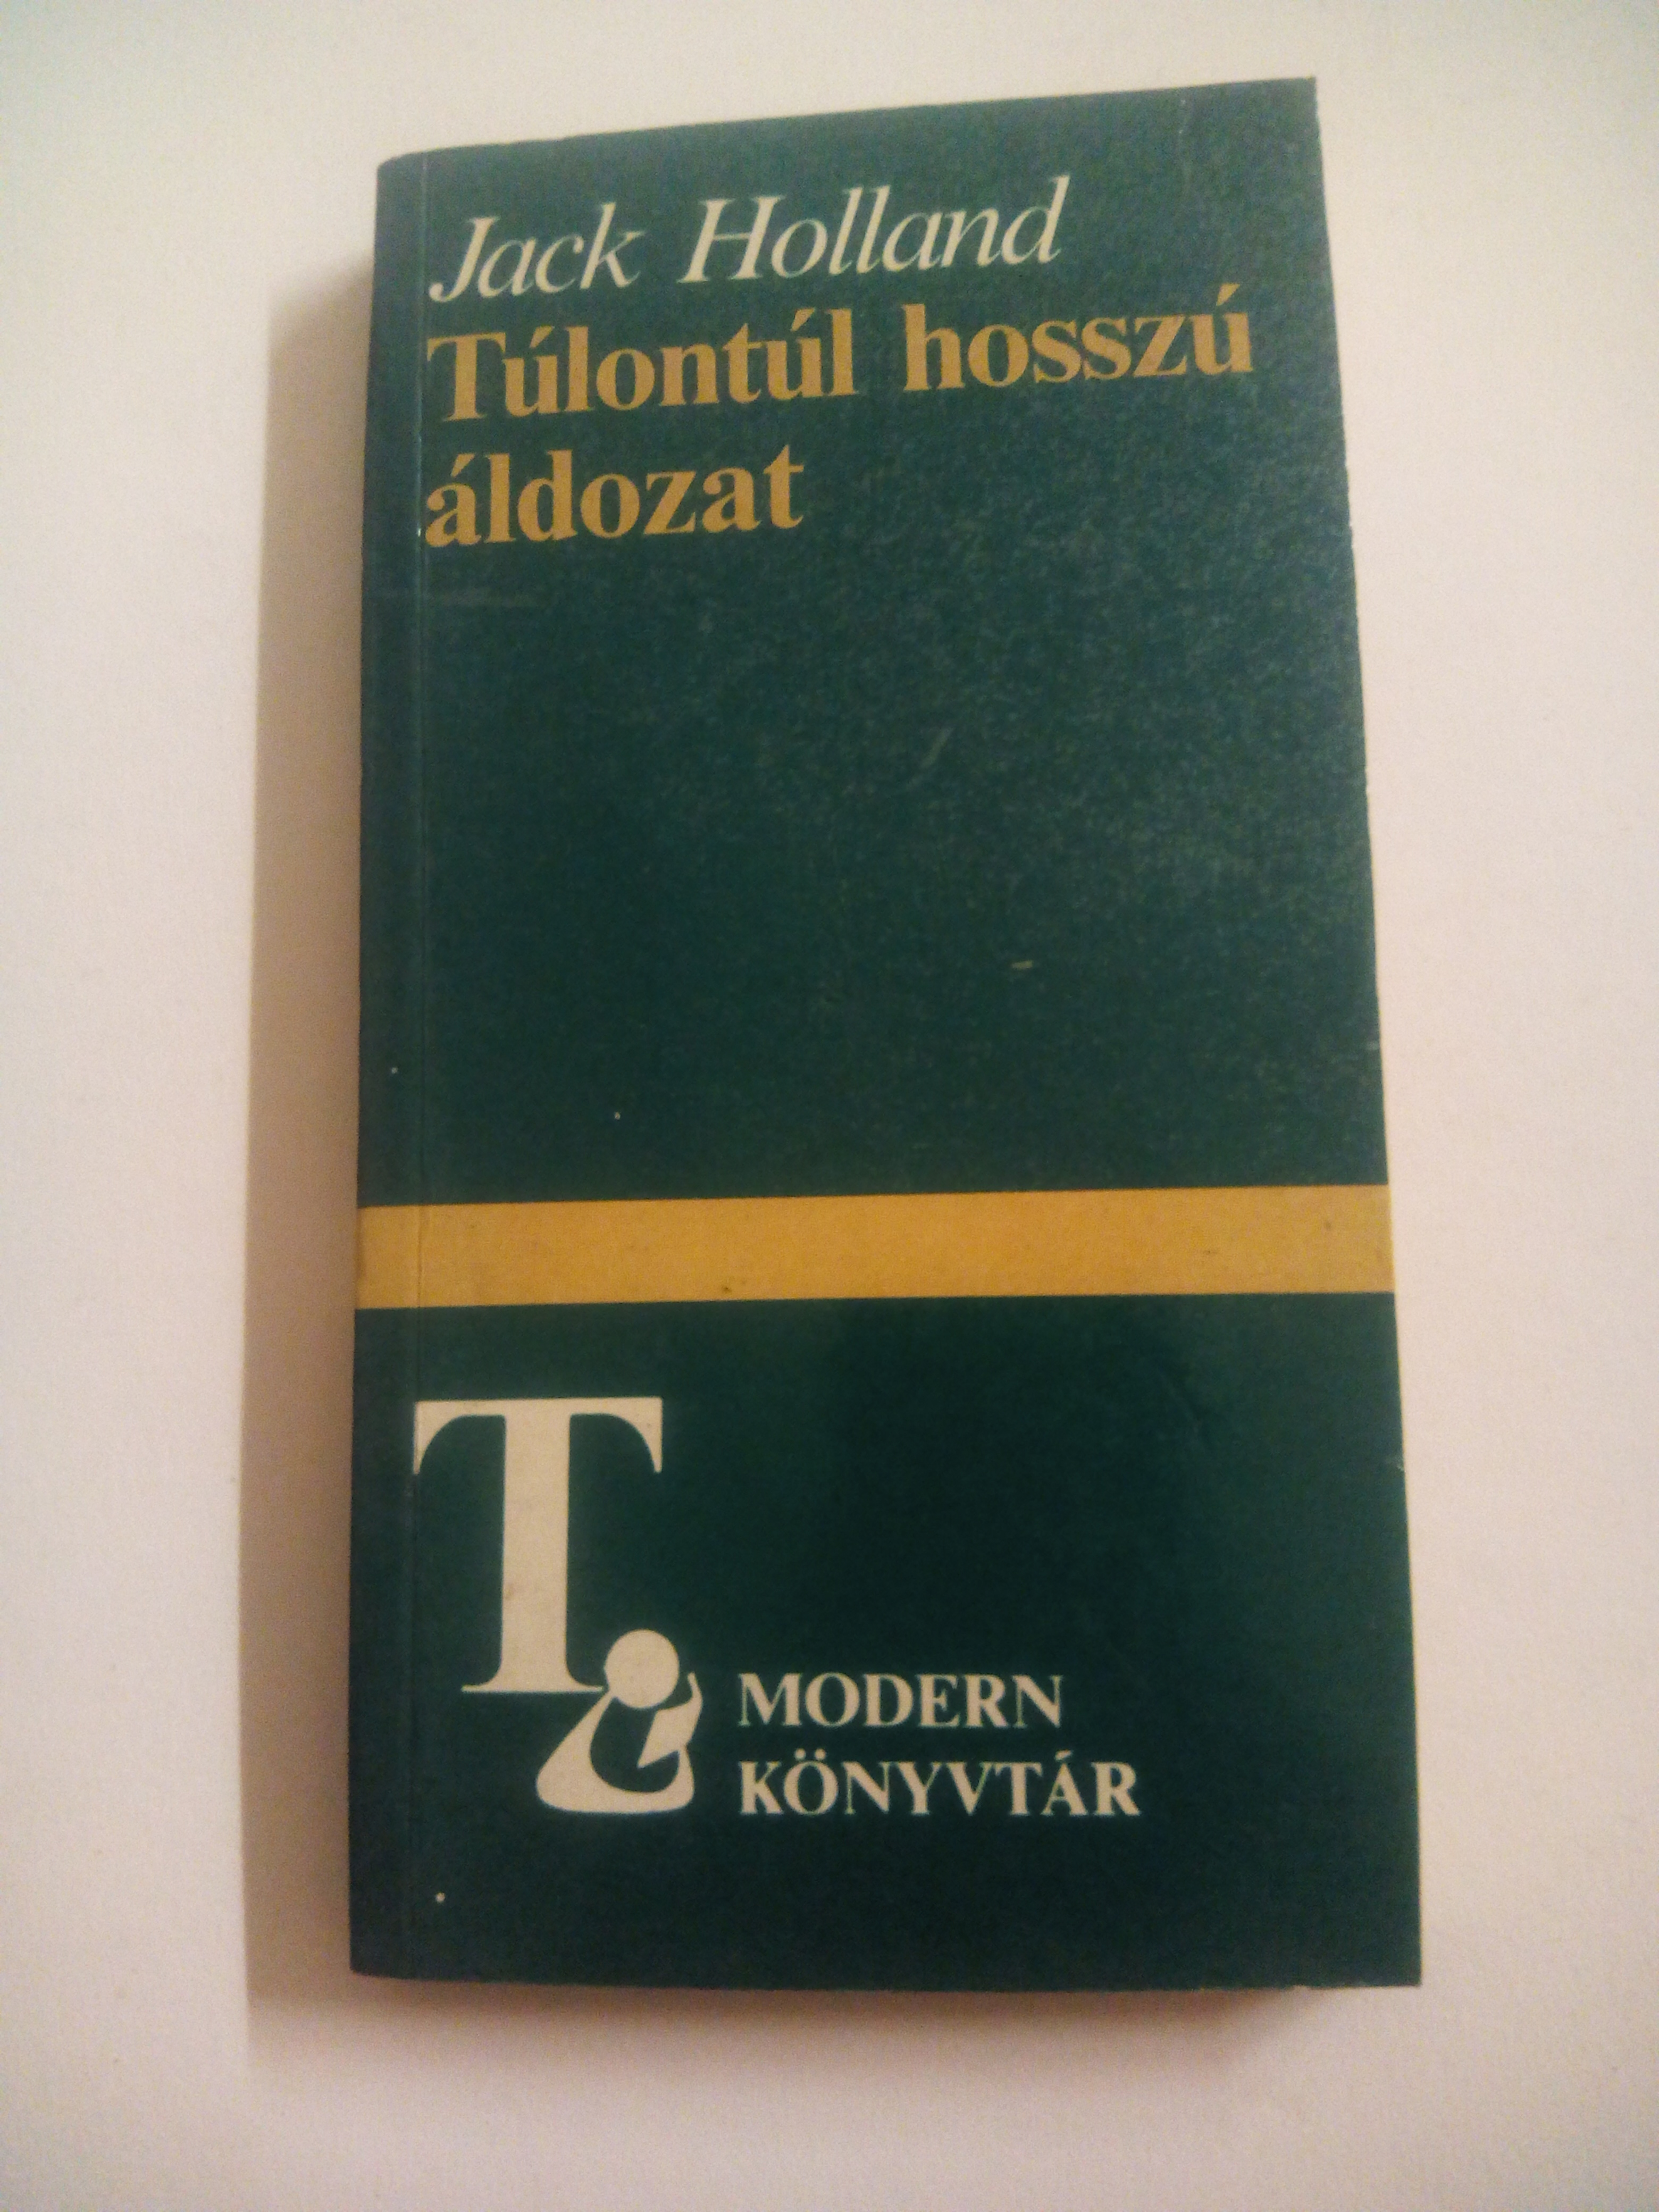 Jack Holland
Túlontúl hosszú
áldozat
T
MODERN
KÖNYVTÁR